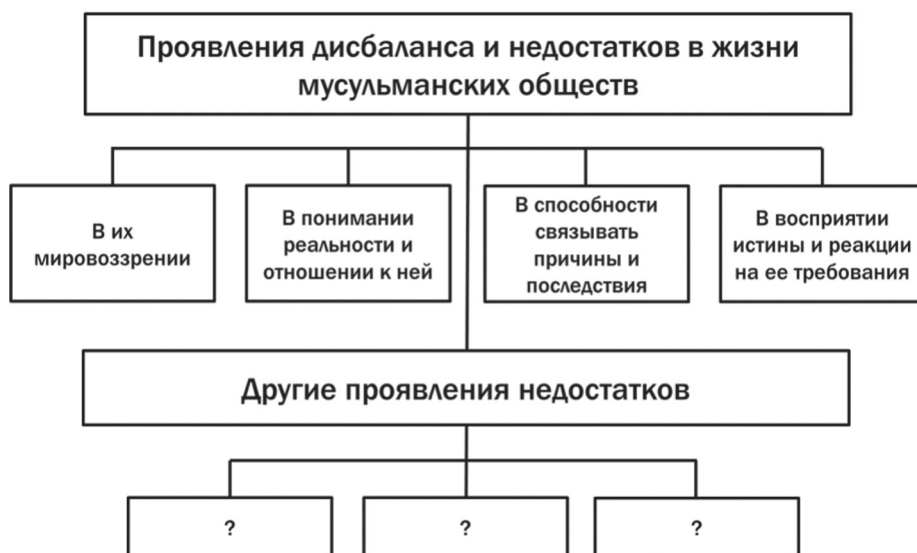 Проявления дисбаланса и недостатков в жизни
мусульманских обществ
В их
мировоззрении
В понимании
реальности и
отношении к ней
В способности
связывать
причины и
последствия
В восприятии
истины и реакции
на ее требования
Другие проявления недостатков
?
?
?